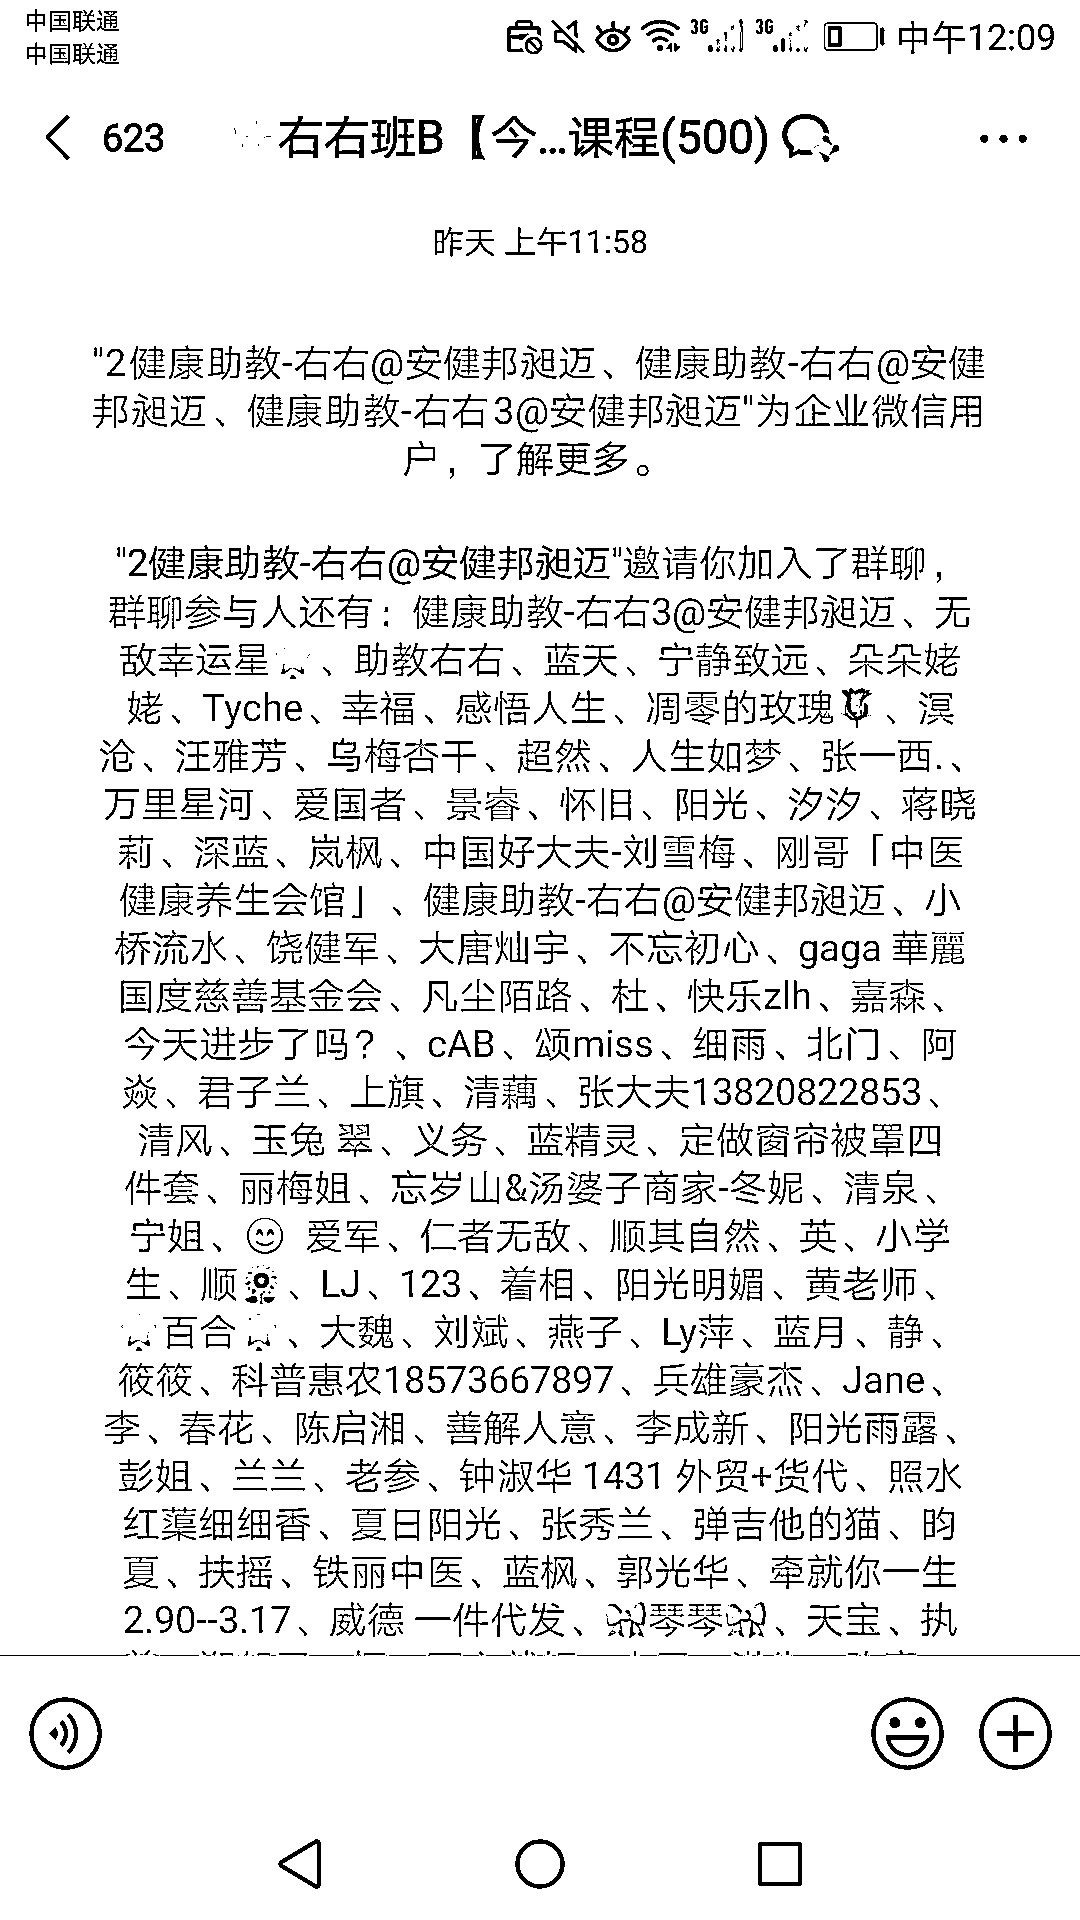 中国联通
中国联通
3G 3G 中午12:09
623 右右班B【今...课程(500)
昨天 上午11:58
"2健康助教-右右@安健邦昶迈、健康助教-右右@安健
邦昶迈、健康助教-右右3@安健邦昶迈"为企业微信用
户，了解更多。
"2健康助教-右右@安健邦昶迈"邀请你加入了群聊，
群聊参与人还有：健康助教-右右3@安健邦昶迈、无
敌幸运星、助教右右、蓝天、宁静致远、朵朵姥
姥、Tyche、幸福、感悟人生、凋零的玫瑰🌹、溟
沧、汪雅芳、乌梅杏干、超然、人生如梦、张一西.、
万里星河、爱国者、景睿、怀旧、阳光、汐汐、蒋晓
莉、深蓝、岚枫、中国好大夫-刘雪梅、刚哥「中医
健康养生会馆」、健康助教-右右@安健邦昶迈、小
桥流水、饶健军、大唐灿宇、不忘初心、gaga 華麗
国度慈善基金会、凡尘陌路、杜、快乐zlh、嘉森、
今天进步了吗？、cAB、颂miss、细雨、北门、阿
焱、君子兰、上旗、清藕、张大夫13820822853、
清风、玉兔 翠、义务、蓝精灵、定做窗帘被罩四
件套、丽梅姐、忘岁山&汤婆子商家-冬妮、清泉、
宁姐、😊 爱军、仁者无敌、顺其自然、英、小学
生、顺🌻、LJ、123、着相、阳光明媚、黄老师、
百合、大魏、刘斌、燕子、Ly萍、蓝月、静、
筱筱、科普惠农18573667897、兵雄豪杰、Jane、
李、春花、陈启湘、善解人意、李成新、阳光雨露、
彭姐、兰兰、老参、钟淑华 1431 外贸+货代、照水
红蕖细细香、夏日阳光、张秀兰、弹吉他的猫、昀
夏、扶摇、铁丽中医、蓝枫、郭光华、牵就你一生
2.90--3.17、威德 一件代发、🎀琴琴🎀、天宝、执